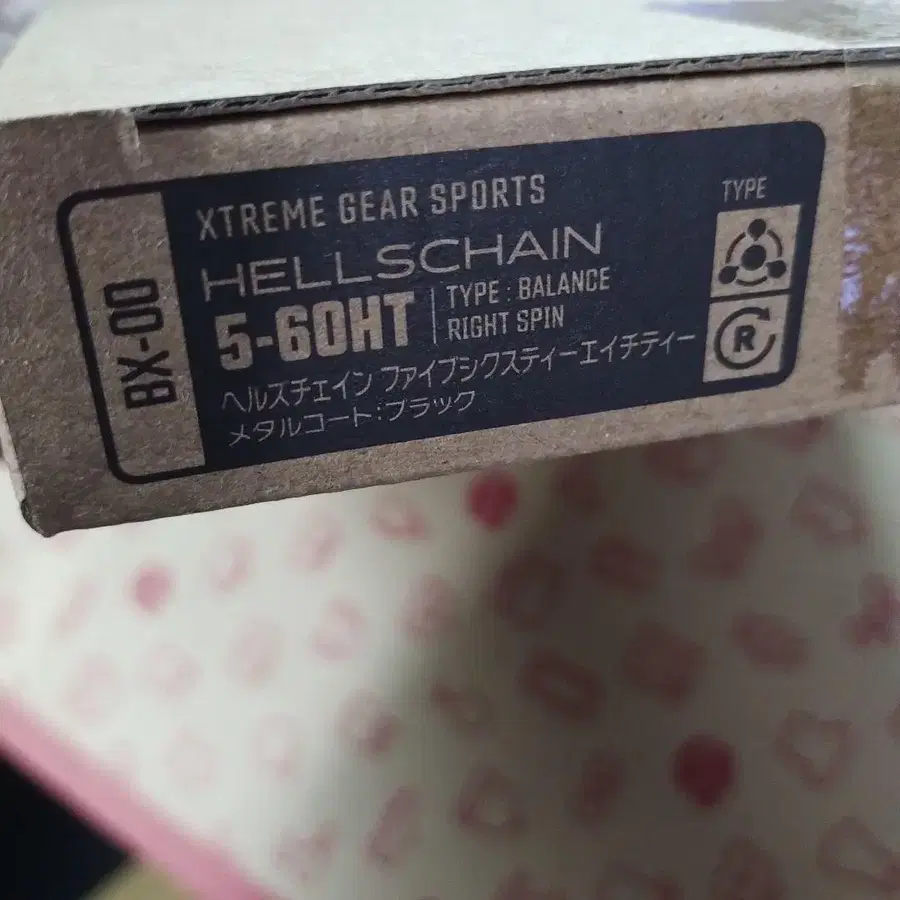 BX-00
XTREME GEAR SPORTS
HELLSCHAIN
5-60HT
TYPE : BALANCE
RIGHT SPIN
ヘルズチェイン ファイブシクスティーエイチティー
メタルコート:ブラック
TYPE
R